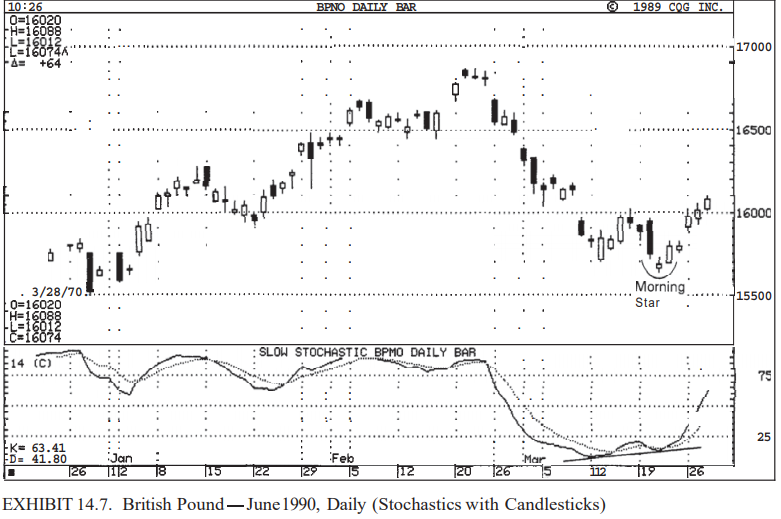 10:26 BPNO DAILY BAR © 1989 CQG INC.
O=16020
H=16088
L=16012
L=16074A
Δ= +64
17000
16500
16000
15500
3/28/70
Morning
Star
O=16020
H=16088
L=16012
C=16074
SLOW STOCHASTIC BPMO DAILY BAR
14 (C)
75
25
K= 63.41
D= 41.80
Jan Feb Mar
26 12 8 15 22 29 5 12 20 5 112 19 26
EXHIBIT 14.7. British Pound—June1990, Daily (Stochastics with Candlesticks)